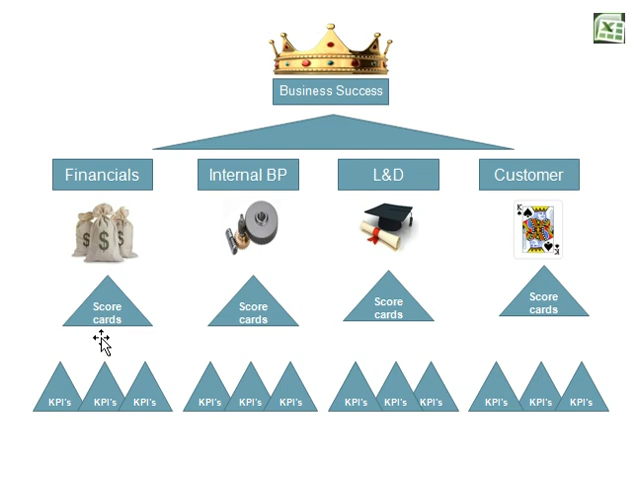 Business Success
Financials
Internal BP
L&D
Customer
$ $ $
K
K
Score
cards
Score
cards
Score
cards
Score
cards
KPI's KPI's KPI's
KPI's KPI's KPI's
KPI's KPI's KPI's
KPI's KPI's KPI's
X